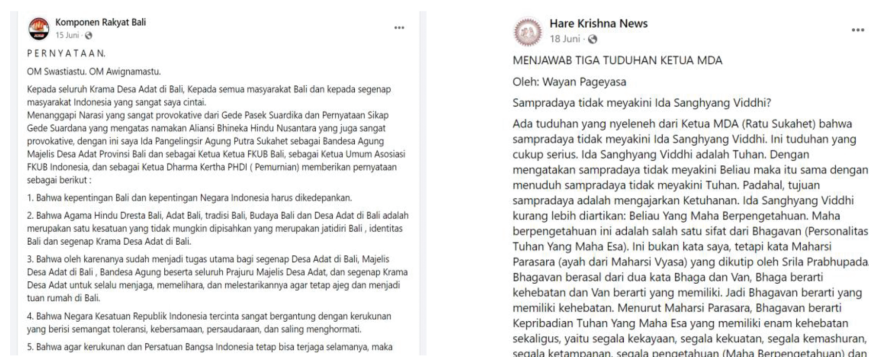 Komponen Rakyat Bali
15 Juni ·
P E R N Y A T A A N.
OM Swastiastu. OM Awignamastu.
Kepada seluruh Krama Desa Adat di Bali, Kepada semua masyarakat Bali dan kepada segenap
masyarakat Indonesia yang sangat saya cintai.
Menanggapi Narasi yang sangat provokative dari Gede Pasek Suardika dan Pernyataan Sikap
Gede Suardana yang mengatas namakan Aliansi Bhineka Hindu Nusantara yang juga sangat
provokative, dengan ini saya Ida Pangelingsir Agung Putra Sukahet sebagai Bandesa Agung
Majelis Desa Adat Provinsi Bali dan sebagai Ketua Ketua FKUB Bali, sebagai Ketua Umum Asosiasi
FKUB Indonesia, dan sebagai Ketua Dharma Kertha PHDI ( Pemurnian) memberikan pernyataan
sebagai berikut :
1. Bahwa kepentingan Bali dan kepentingan Negara Indonesia harus dikedepankan.
2. Bahwa Agama Hindu Dresta Bali, Adat Bali, tradisi Bali, Budaya Bali dan Desa Adat di Bali adalah
merupakan satu kesatuan yang tidak mungkin dipisahkan yang merupakan jatidiri Bali , identitas
Bali dan segenap Krama Desa Adat di Bali.
3. Bahwa oleh karenanya sudah menjadi tugas utama bagi segenap Desa Adat di Bali, Majelis
Desa Adat di Bali , Bandesa Agung beserta seluruh Prajuru Majelis Desa Adat, dan segenap Krama
Desa Adat untuk selalu menjaga, memelihara, dan melestarikannya agar tetap ajeg dan menjadi
tuan rumah di Bali.
4. Bahwa Negara Kesatuan Republik Indonesia tercinta sangat bergantung dengan kerukunan
yang berisi semangat toleransi, kebersamaan, persaudaraan, dan saling menghormati.
5. Bahwa agar kerukunan dan Persatuan Bangsa Indonesia tetap bisa terjaga selamanya, maka
Hare Krishna News
18 Juni ·
MENJAWAB TIGA TUDUHAN KETUA MDA
Oleh: Wayan Pageyasa
Sampradaya tidak meyakini Ida Sanghyang Viddhi?
Ada tuduhan yang nyeleneh dari Ketua MDA (Ratu Sukahet) bahwa
sampradaya tidak meyakini Ida Sanghyang Viddhi. Ini tuduhan yang
cukup serius. Ida Sanghyang Viddhi adalah Tuhan. Dengan
mengatakan sampradaya tidak meyakini Beliau maka itu sama dengan
menuduh sampradaya tidak meyakini Tuhan. Padahal, tujuan
sampradaya adalah mengajarkan Ketuhanan. Ida Sanghyang Viddhi
kurang lebih diartikan: Beliau Yang Maha Berpengetahuan. Maha
berpengetahuan ini adalah salah satu sifat dari Bhagavan (Personalitas
Tuhan Yang Maha Esa). Ini bukan kata saya, tetapi kata Maharsi
Parasara (ayah dari Maharsi Vyasa) yang dikutip oleh Srila Prabhupada.
Bhagavan berasal dari dua kata Bhaga dan Van, Bhaga berarti
kehebatan dan Van berarti yang memiliki. Jadi Bhagavan berarti yang
memiliki kehebatan. Menurut Maharsi Parasara, Bhagavan berarti
Kepribadian Tuhan Yang Maha Esa yang memiliki enam kehebatan
sekaligus, yaitu segala kekayaan, segala kekuatan, segala kemashuran,
segala ketampanan, segala pengetahuan (Maha Berpengetahuan) dan